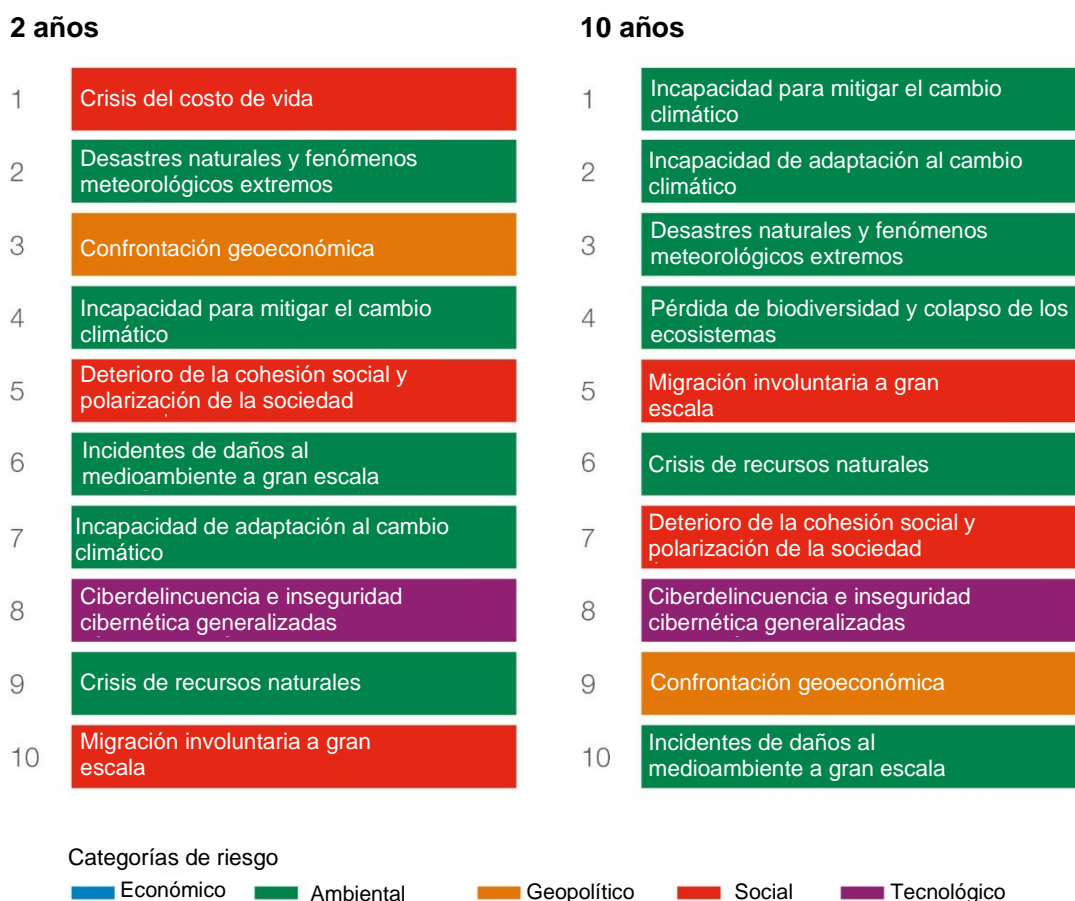 2 años
1
Crisis del costo de vida
2
Desastres naturales y fenómenos
meteorológicos extremos
3
Confrontación geoeconómica
4
Incapacidad para mitigar el cambio
climático
5
Deterioro de la cohesión social y
polarización de la sociedad
6
Incidentes de daños al
medioambiente a gran escala
7
Incapacidad de adaptación al cambio
climático
8
Ciberdelincuencia e inseguridad
cibernética generalizadas
9
Crisis de recursos naturales
10
Migración involuntaria a gran
escala
10 años
1
Incapacidad para mitigar el cambio
climático
2
Incapacidad de adaptación al cambio
climático
3
Desastres naturales y fenómenos
meteorológicos extremos
4
Pérdida de biodiversidad y colapso de los
ecosistemas
5
Migración involuntaria a gran
escala
6
Crisis de recursos naturales
7
Deterioro de la cohesión social y
polarización de la sociedad
8
Ciberdelincuencia e inseguridad
cibernética generalizadas
9
Confrontación geoeconómica
10
Incidentes de daños al
medioambiente a gran escala
Categorías de riesgo
Económico Ambiental Geopolítico Social Tecnológico